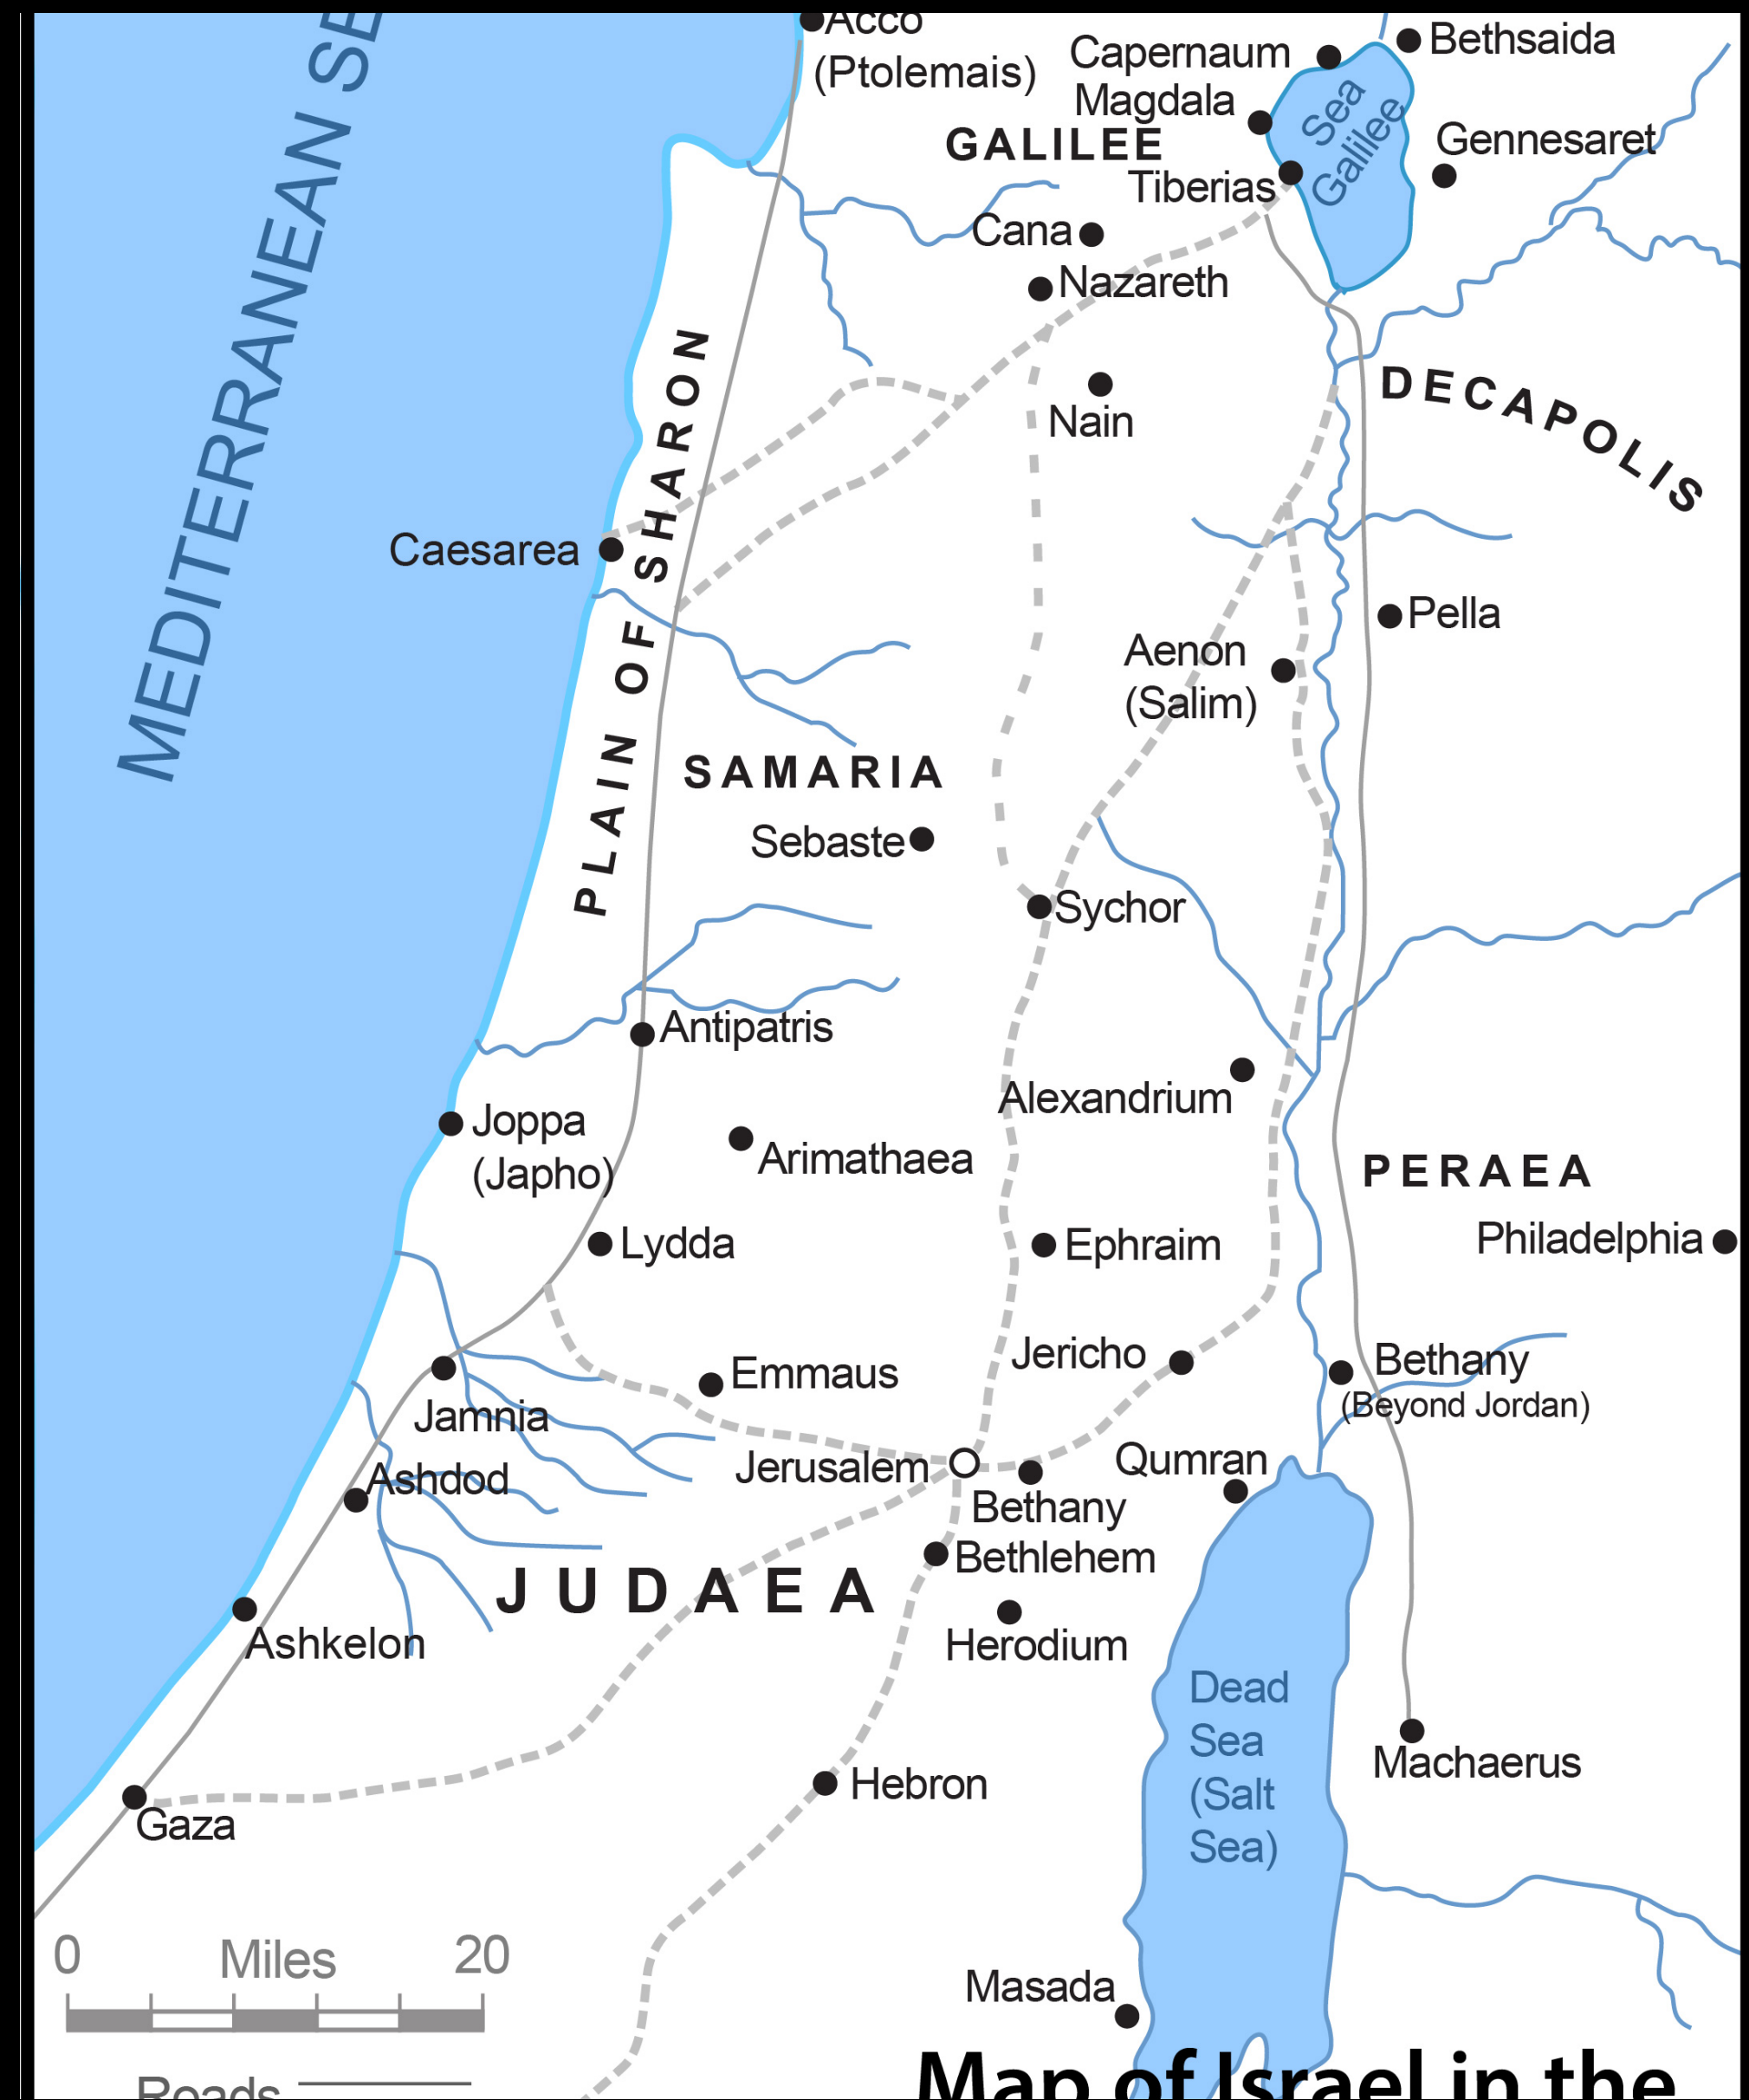 Acco
(Ptolemais)
Capernaum
Bethsaida
Magdala
GALILEE
Sea
Galilee
Gennesaret
Tiberias
Cana
Nazareth
MEDITERRANEAN SE
DECAPOLIS
Nain
PLAIN OF SHARON
Caesarea
Pella
Aenon
(Salim)
SAMARIA
Sebaste
Sychor
Antipatris
Alexandrium
Joppa
(Japho)
Arimathaea
PERAEA
Lydda
Ephraim
Philadelphia
Jericho
Bethany
(Beyond Jordan)
Emmaus
Jamnia
Jerusalem
Qumran
Ashdod
Bethany
Bethlehem
JUDAEA
Herodium
Ashkelon
Dead
Sea
(Salt
Sea)
Machaerus
Hebron
Gaza
0 Miles 20
Masada
Map of Israel in the
Roads